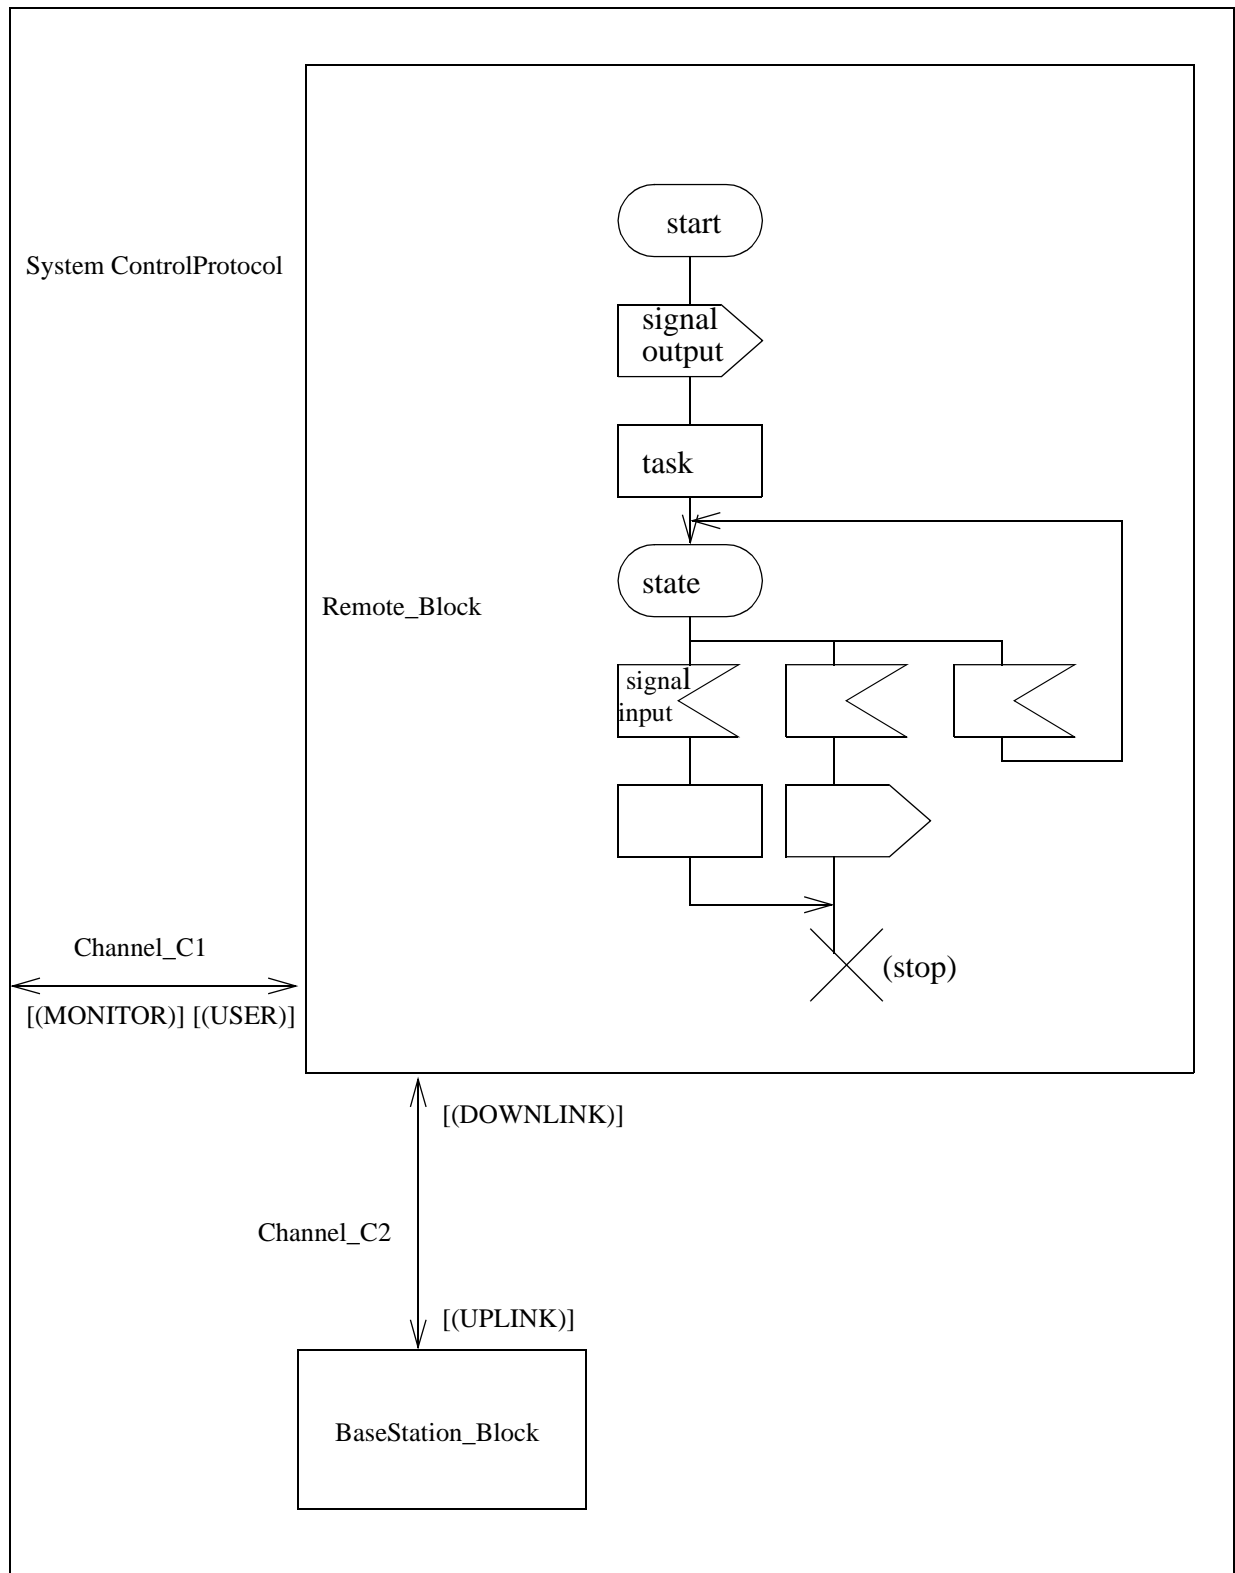 start
System ControlProtocol
signal
output
task
state
Remote_Block
signal
input
Channel_C1
(stop)
[(MONITOR)] [(USER)]
[(DOWNLINK)]
Channel_C2
[(UPLINK)]
BaseStation_Block